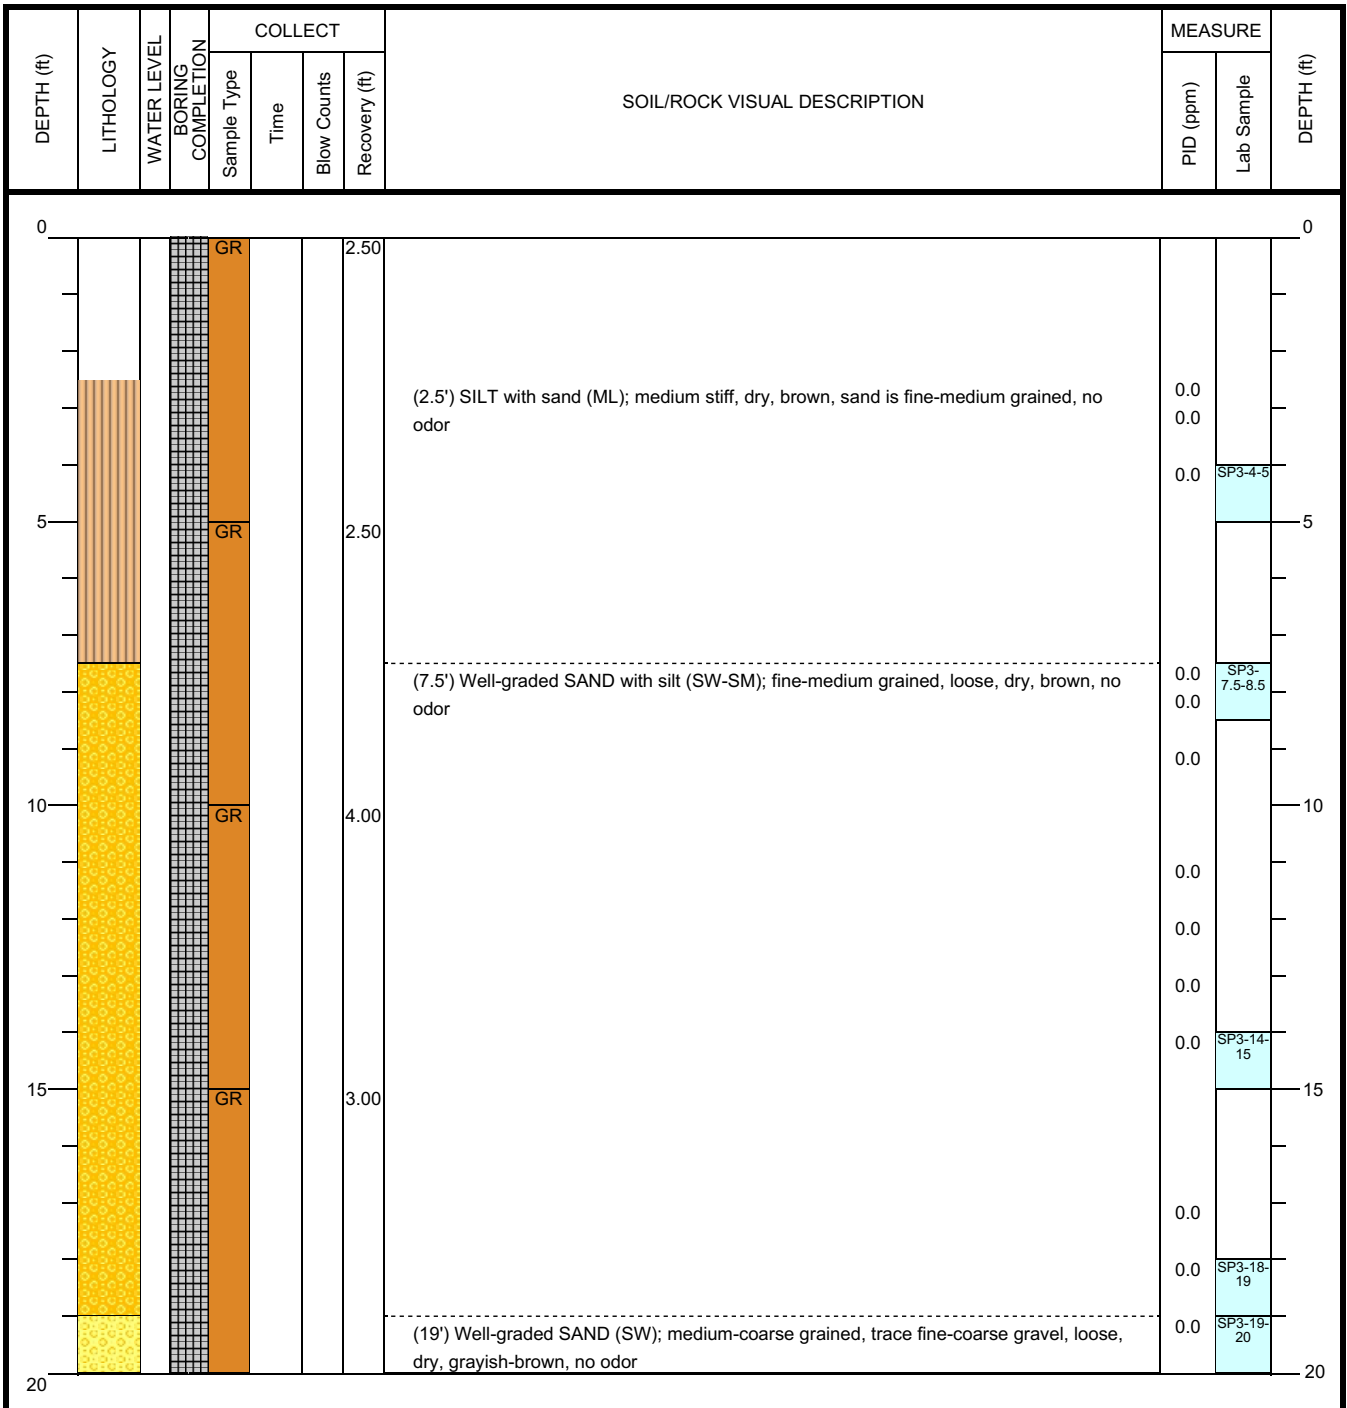 COLLECT
MEASURE
DEPTH (ft)
LITHOLOGY
WATER LEVEL
BORING
COMPLETION
Sample Type
Time
Blow Counts
Recovery (ft)
SOIL/ROCK VISUAL DESCRIPTION
PID (ppm)
Lab Sample
DEPTH (ft)
0
0
GR
2.50
(2.5') SILT with sand (ML); medium stiff, dry, brown, sand is fine-medium grained, no
odor
0.0
0.0
0.0
SP3-4-5
5
GR
2.50
5
(7.5') Well-graded SAND with silt (SW-SM); fine-medium grained, loose, dry, brown, no
odor
0.0
SP3-
7.5-8.5
0.0
0.0
10
GR
4.00
10
0.0
0.0
0.0
0.0
SP3-14-
15
15
GR
3.00
15
0.0
0.0
SP3-18-
19
(19') Well-graded SAND (SW); medium-coarse grained, trace fine-coarse gravel, loose,
dry, grayish-brown, no odor
0.0
SP3-19-
20
20
20